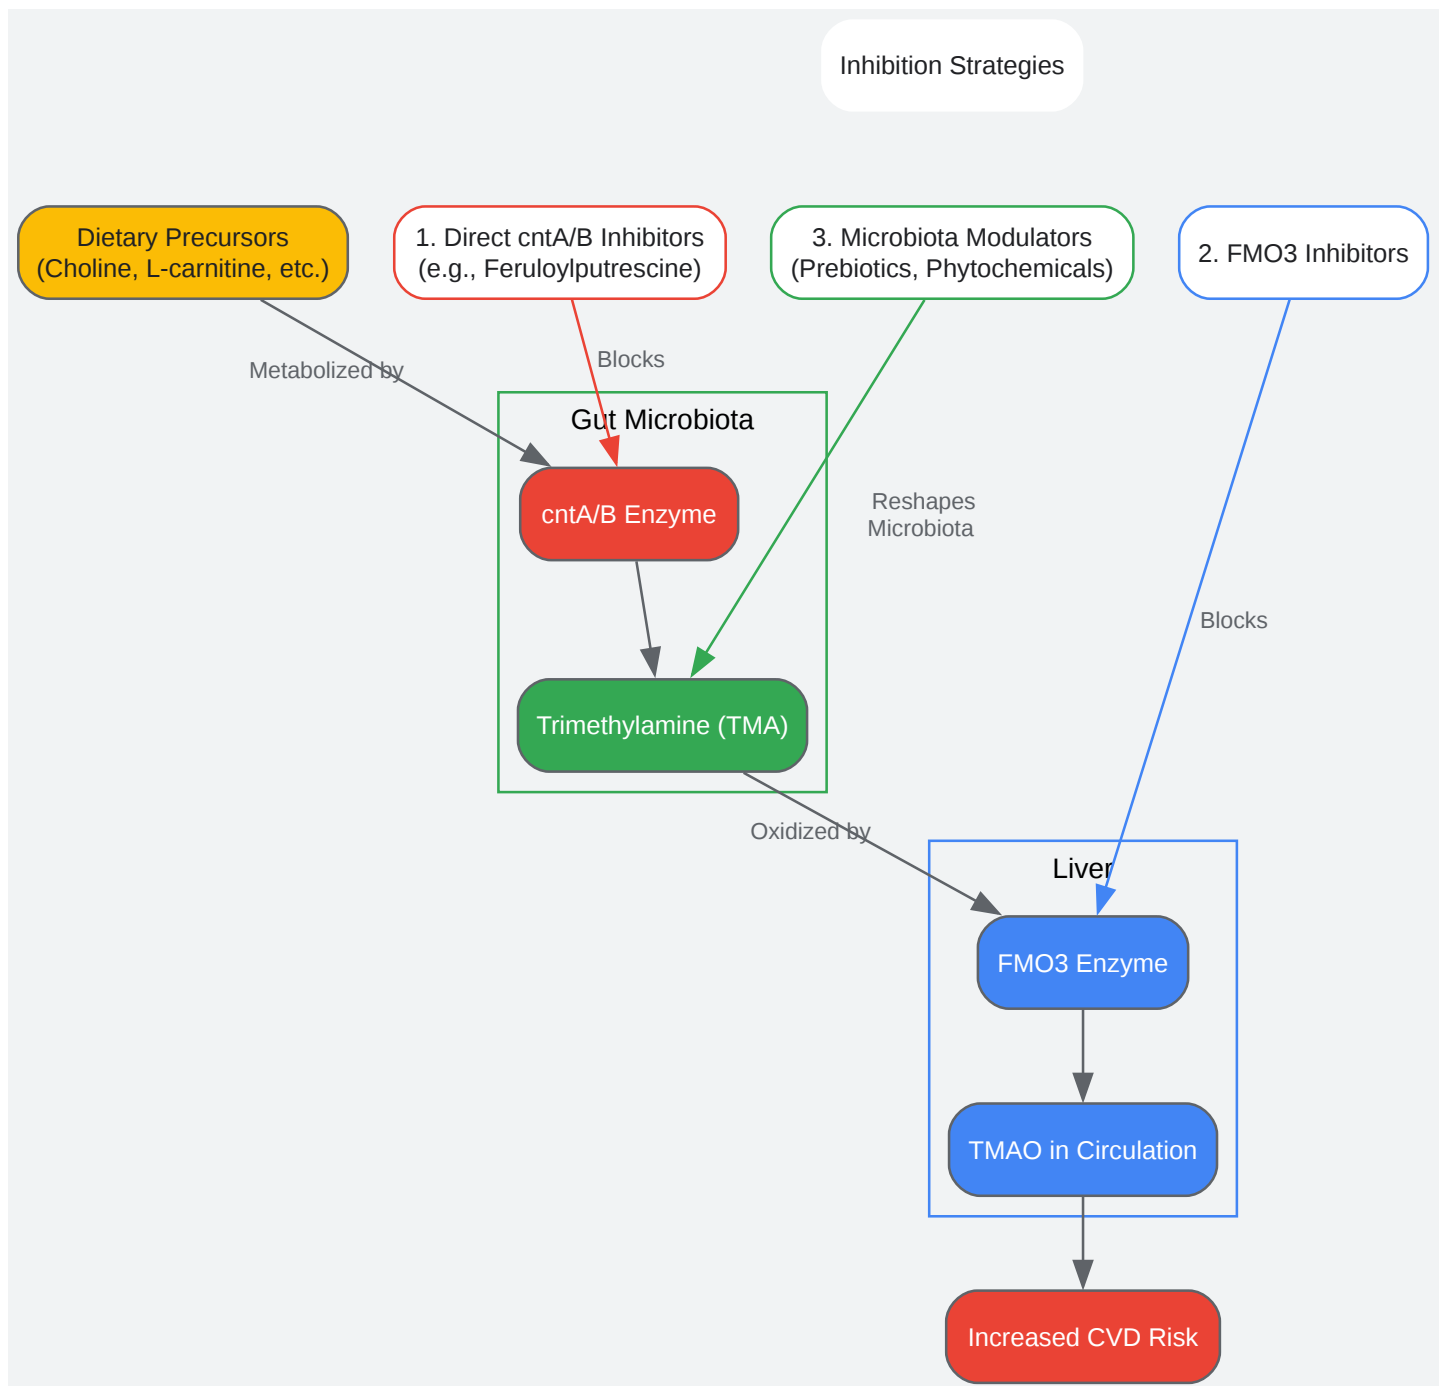 Inhibition Strategies
Dietary Precursors
(Choline, L-carnitine, etc.)
1. Direct cntA/B Inhibitors
(e.g., Feruloylputrescine)
3. Microbiota Modulators
(Prebiotics, Phytochemicals)
2. FMO3 Inhibitors
Metabolized by
Blocks
Gut Microbiota
cntA/B Enzyme
Reshapes
Microbiota
Blocks
Trimethylamine (TMA)
Oxidized by
Liver
FMO3 Enzyme
TMAO in Circulation
Increased CVD Risk